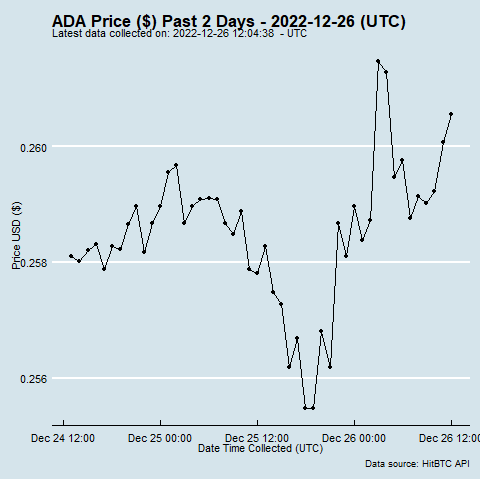 ADA Price ($) Past 2 Days - 2022-12-26 (UTC)
Latest data collected on: 2022-12-26 12:04:38  - UTC
0.260
0.258
0.256
Price USD ($)
Dec 24 12:00 Dec 25 00:00 Dec 25 12:00 Dec 26 00:00 Dec 26 12:00
Date Time Collected (UTC)
Data source: HitBTC API